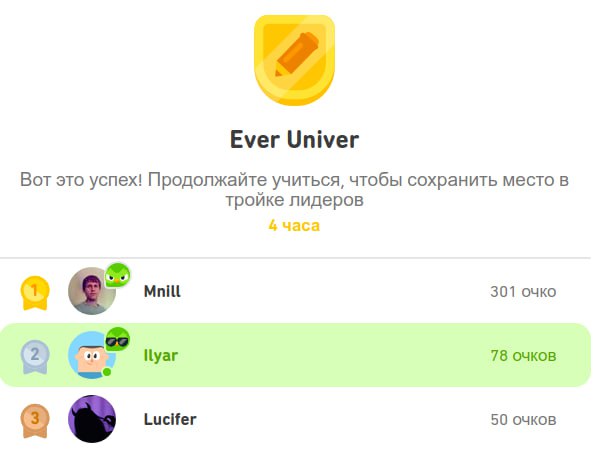 Ever Univer
Вот это успех! Продолжайте учиться, чтобы сохранить место в
тройке лидеров
4 часа
1 Mnill 301 очко
2 Ilyar 78 очков
3 Lucifer 50 очков